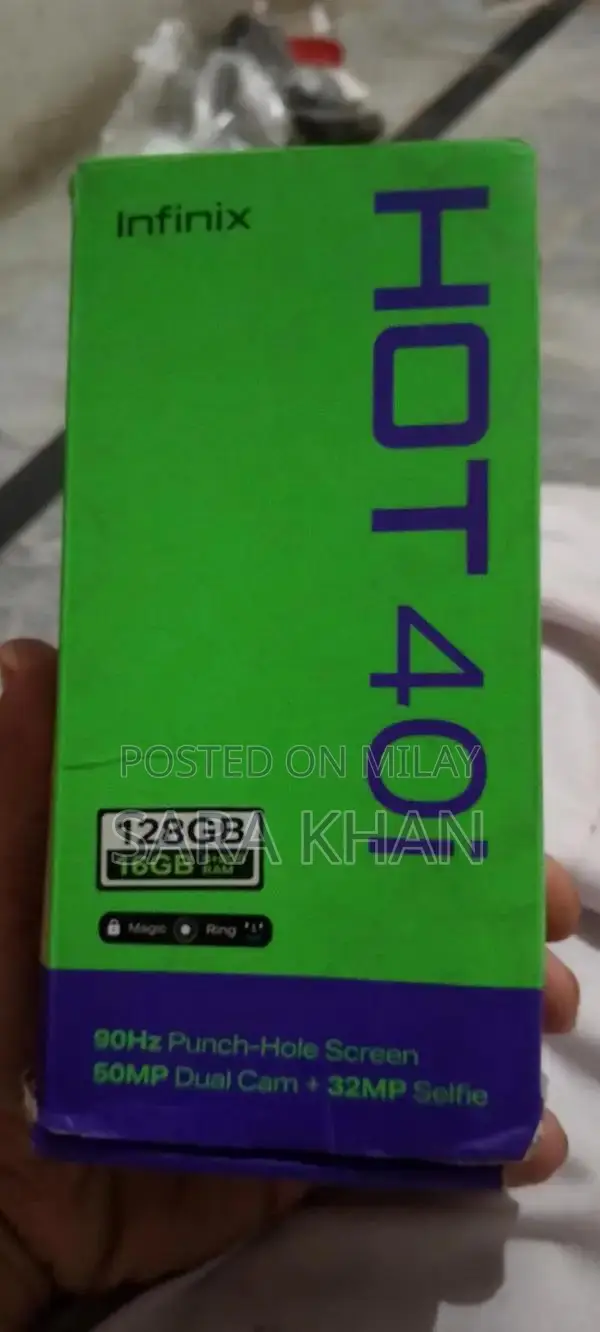 Infinix
HOT 40i
POSTED ON MILAY
SARA KHAN
128GB
16GB RAM
Magic Ring
90Hz Punch-Hole Screen
50MP Dual Cam + 32MP Selfie